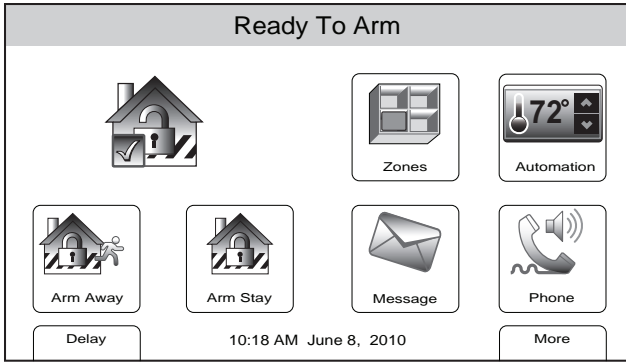 Ready To Arm
72°
Zones
Automation
Arm Away
Arm Stay
Message
Phone
Delay
10:18 AM June 8, 2010
More